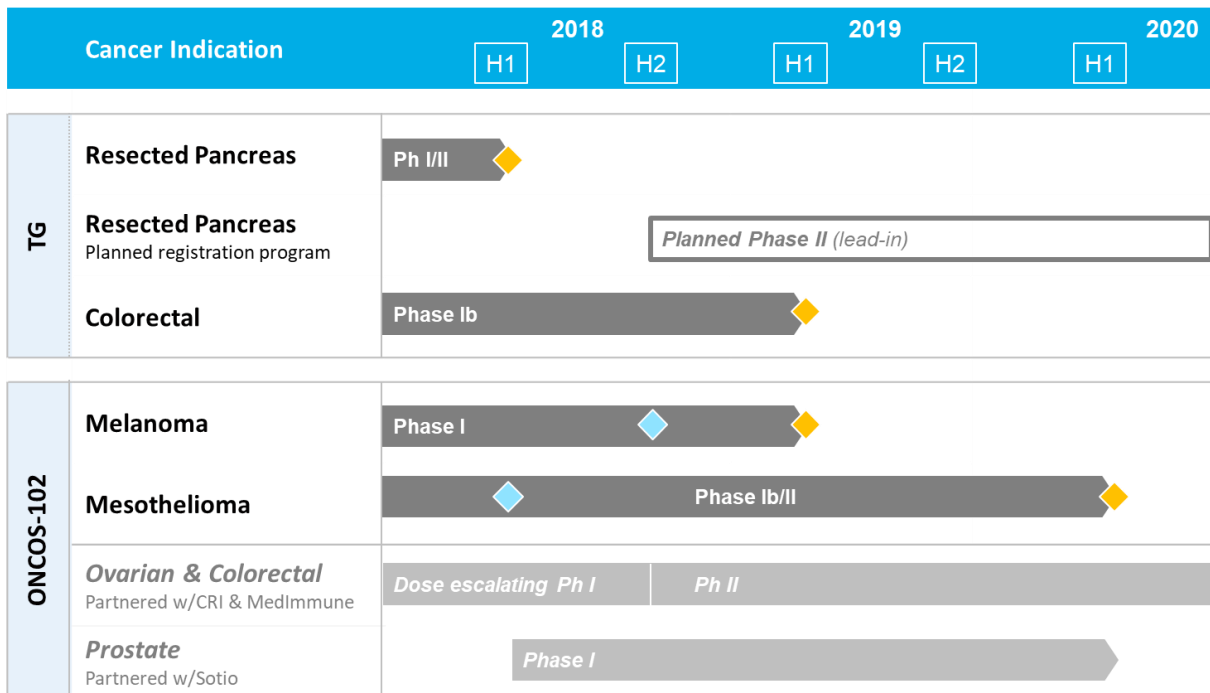 2018
2019
2020
Cancer Indication
H1
H2
H1
H2
H1
TG
Resected Pancreas
Ph I/II
Resected Pancreas
Planned registration program
Planned Phase II (lead-in)
Colorectal
Phase Ib
ONCOS-102
Melanoma
Phase I
Mesothelioma
Phase Ib/II
Ovarian & Colorectal
Partnered w/CRI & MedImmune
Dose escalating Ph I
Ph II
Prostate
Partnered w/Sotio
Phase I